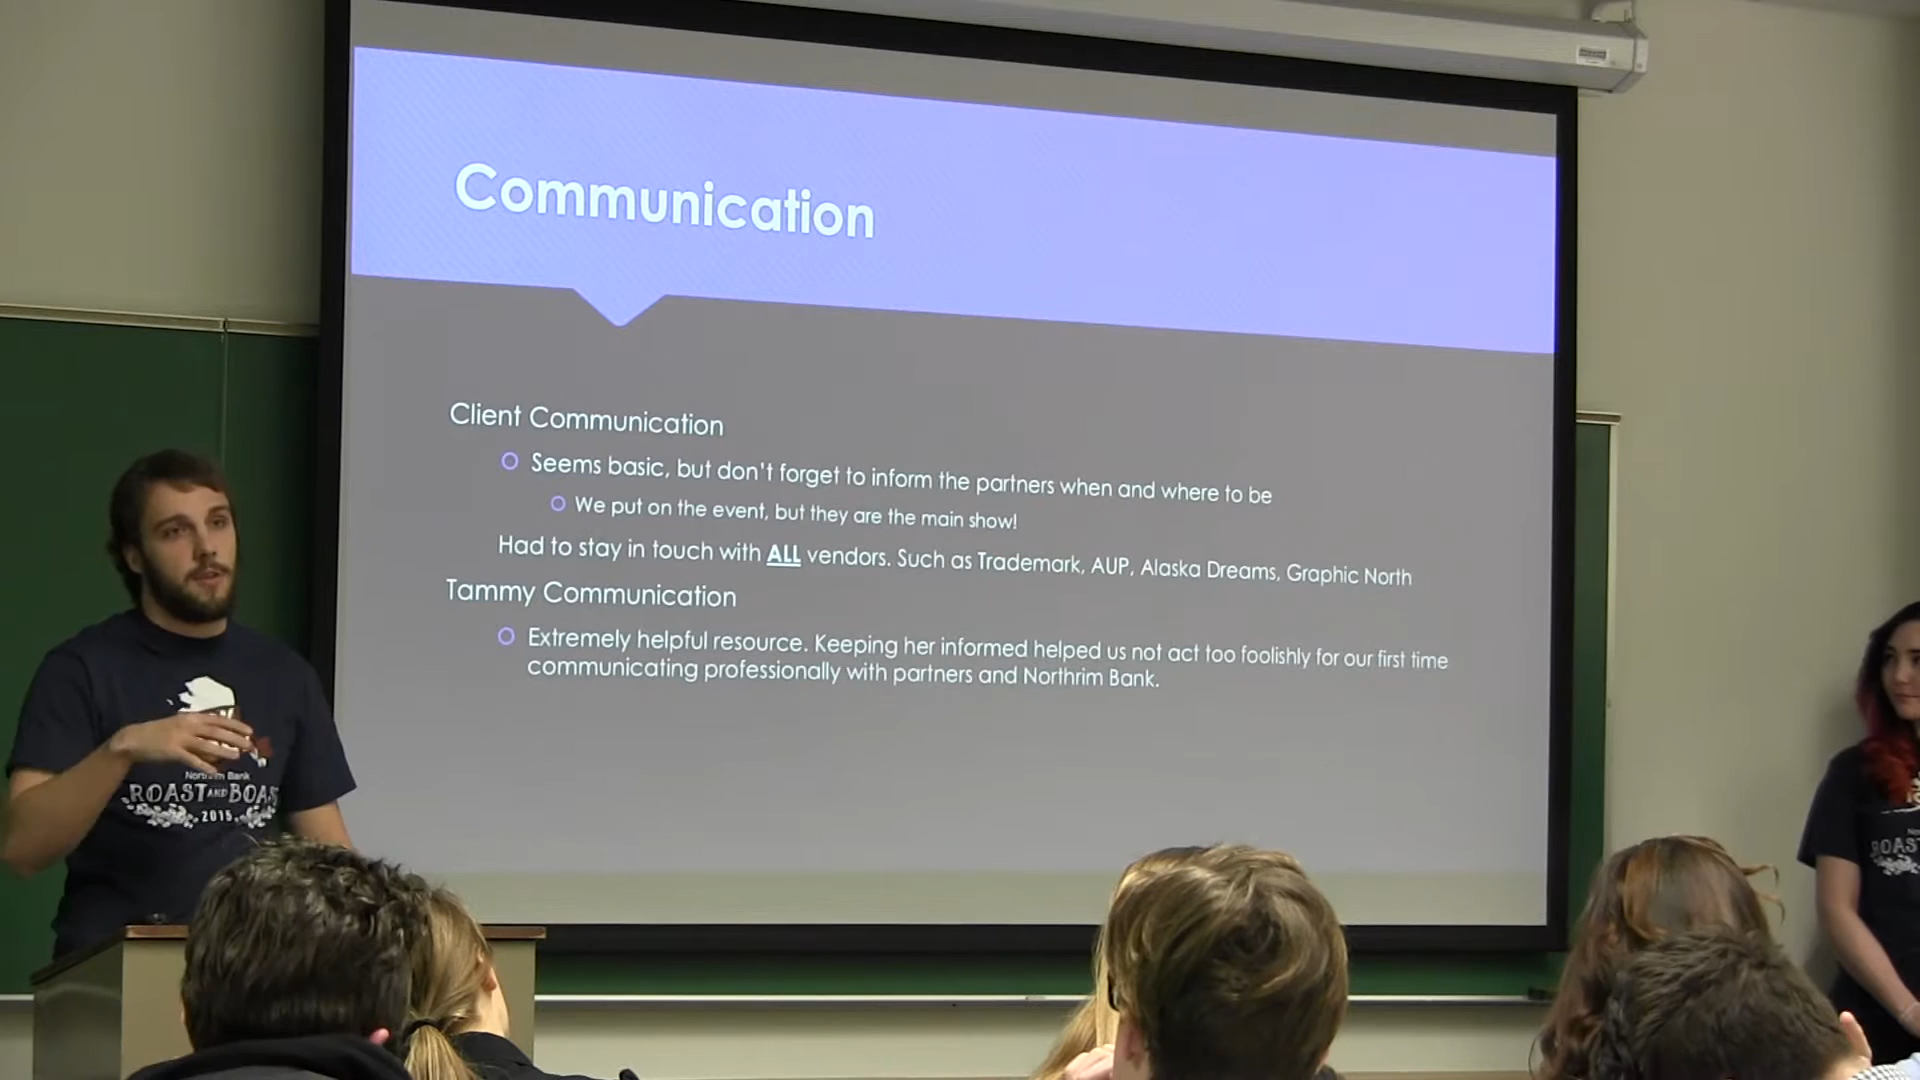 Communication
Client Communication
Seems basic, but don't forget to inform the partners when and where to be
We put on the event, but they are the main show!
Had to stay in touch with ALL vendors. Such as Trademark, AUP, Alaska Dreams, Graphic North
Tammy Communication
Extremely helpful resource. Keeping her informed helped us not act too foolishly for our first time
communicating professionally with partners and Northrim Bank.
Bank
ROAST AND
2015